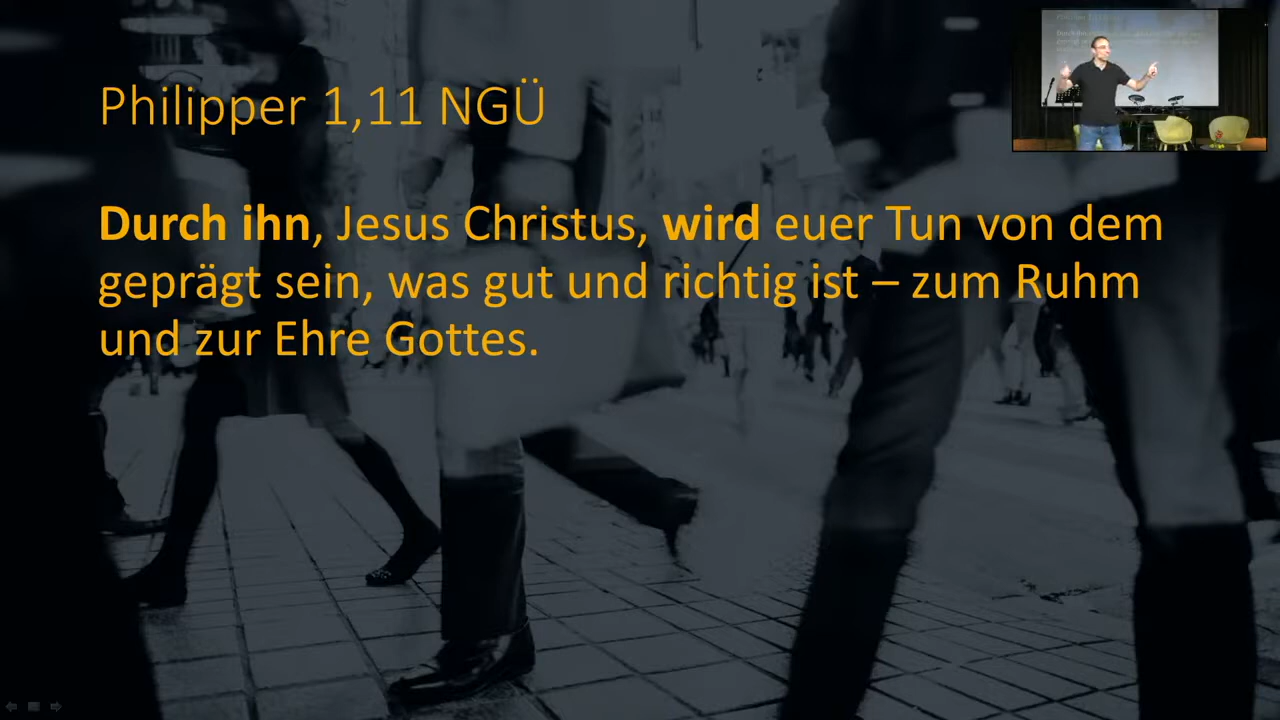 Philipper 1,11 NGÜ
Durch ihn, Jesus Christus, wird euer Tun von dem
geprägt sein, was gut und richtig ist – zum Ruhm
und zur Ehre Gottes.